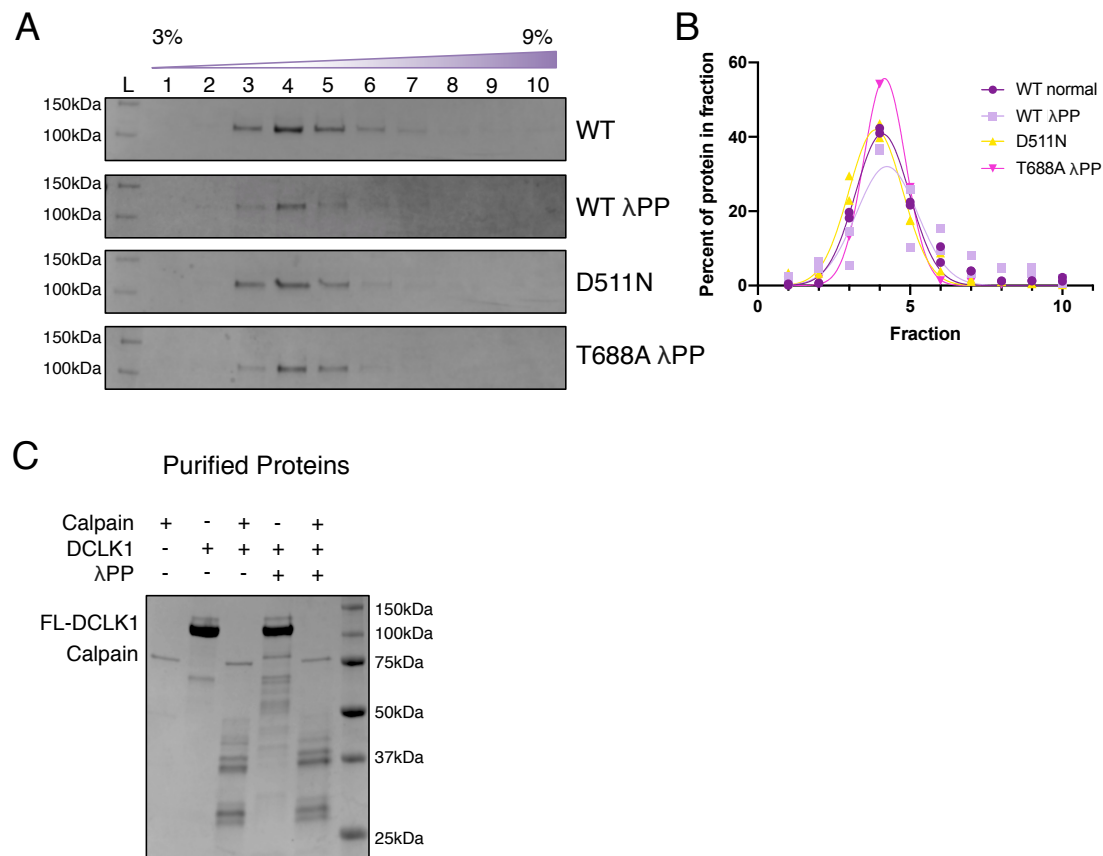 A
3% 9%
L 1 2 3 4 5 6 7 8 9 10
150kDa
100kDa
WT
150kDa
100kDa
WT λPP
150kDa
100kDa
D511N
150kDa
100kDa
T688A λPP
B
Percent of protein in fraction
60
40
20
0
0 5 10
Fraction
WT normal
WT λPP
D511N
T688A λPP
C
Purified Proteins
Calpain + - + - +
DCLK1 - + + + +
λPP - - - + +
FL-DCLK1
Calpain
150kDa
100kDa
75kDa
50kDa
37kDa
25kDa